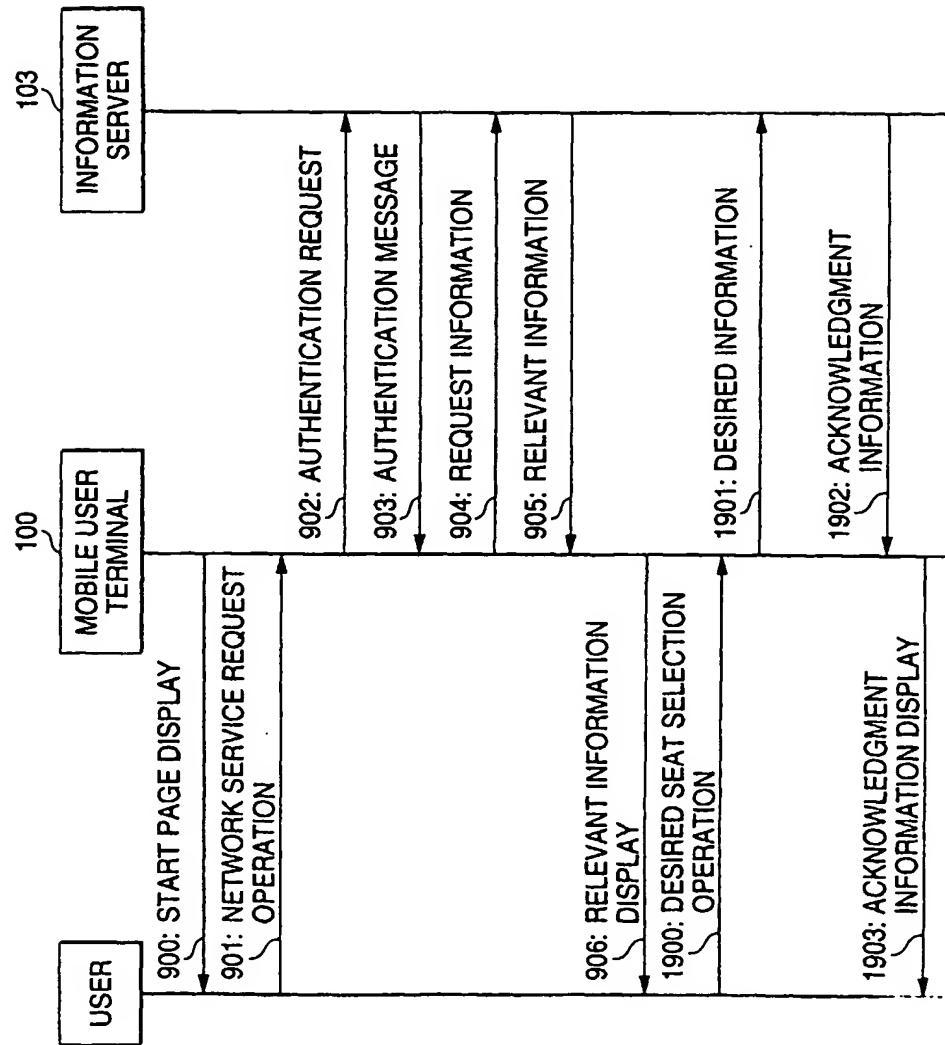 USER
100
MOBILE USER
TERMINAL
103
INFORMATION
SERVER
900: START PAGE DISPLAY
901: NETWORK SERVICE REQUEST
OPERATION
902: AUTHENTICATION REQUEST
903: AUTHENTICATION MESSAGE
904: REQUEST INFORMATION
905: RELEVANT INFORMATION
906: RELEVANT INFORMATION
DISPLAY
1900: DESIRED SEAT SELECTION
OPERATION
1901: DESIRED INFORMATION
1902: ACKNOWLEDGMENT
INFORMATION
1903: ACKNOWLEDGMENT
INFORMATION DISPLAY